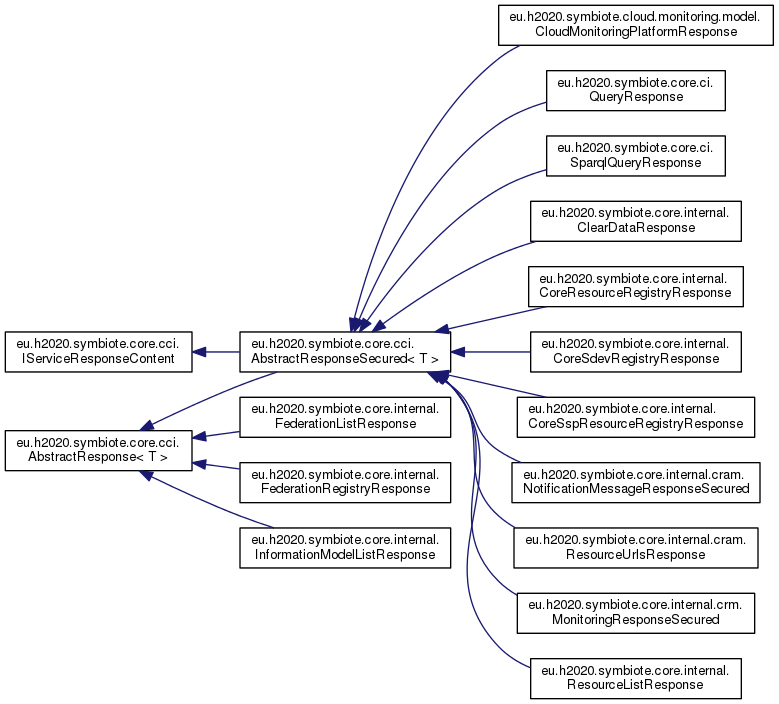 eu.h2020.symbiote.cloud.monitoring.model.
CloudMonitoringPlatformResponse
eu.h2020.symbiote.core.ci.
QueryResponse
eu.h2020.symbiote.core.ci.
SparqlQueryResponse
eu.h2020.symbiote.core.internal.
ClearDataResponse
eu.h2020.symbiote.core.internal.
CoreResourceRegistryResponse
eu.h2020.symbiote.core.cci.
IServiceResponseContent
eu.h2020.symbiote.core.cci.
AbstractResponseSecured< T >
eu.h2020.symbiote.core.internal.
CoreSdevRegistryResponse
eu.h2020.symbiote.core.internal.
FederationListResponse
eu.h2020.symbiote.core.internal.
CoreSspResourceRegistryResponse
eu.h2020.symbiote.core.cci.
AbstractResponse< T >
eu.h2020.symbiote.core.internal.
FederationRegistryResponse
eu.h2020.symbiote.core.internal.cram.
NotificationMessageResponseSecured
eu.h2020.symbiote.core.internal.
InformationModelListResponse
eu.h2020.symbiote.core.internal.cram.
ResourceUrlsResponse
eu.h2020.symbiote.core.internal.crm.
MonitoringResponseSecured
eu.h2020.symbiote.core.internal.
ResourceListResponse